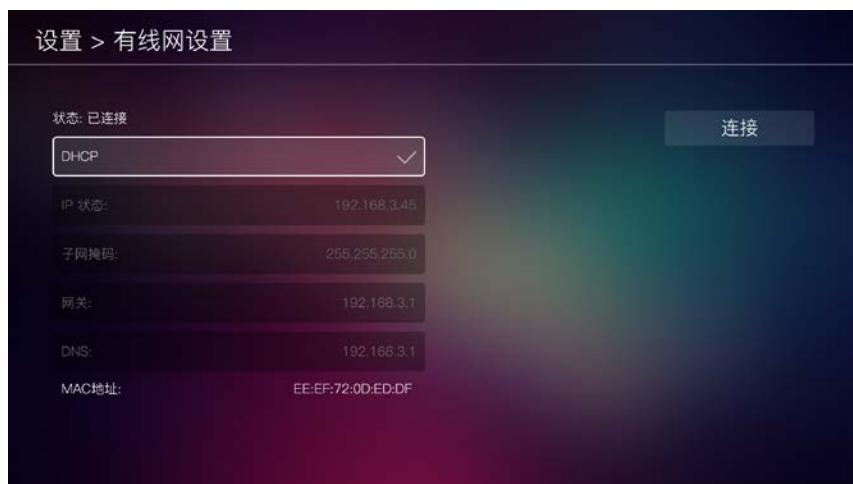 设置 > 有线网设置
状态: 已连接
连接
DHCP
IP 状态: 192.168.3.45
子网掩码: 255.255.255.0
网关: 192.168.3.1
DNS: 192.168.3.1
MAC地址: EE:EF:72:0D:ED:DF